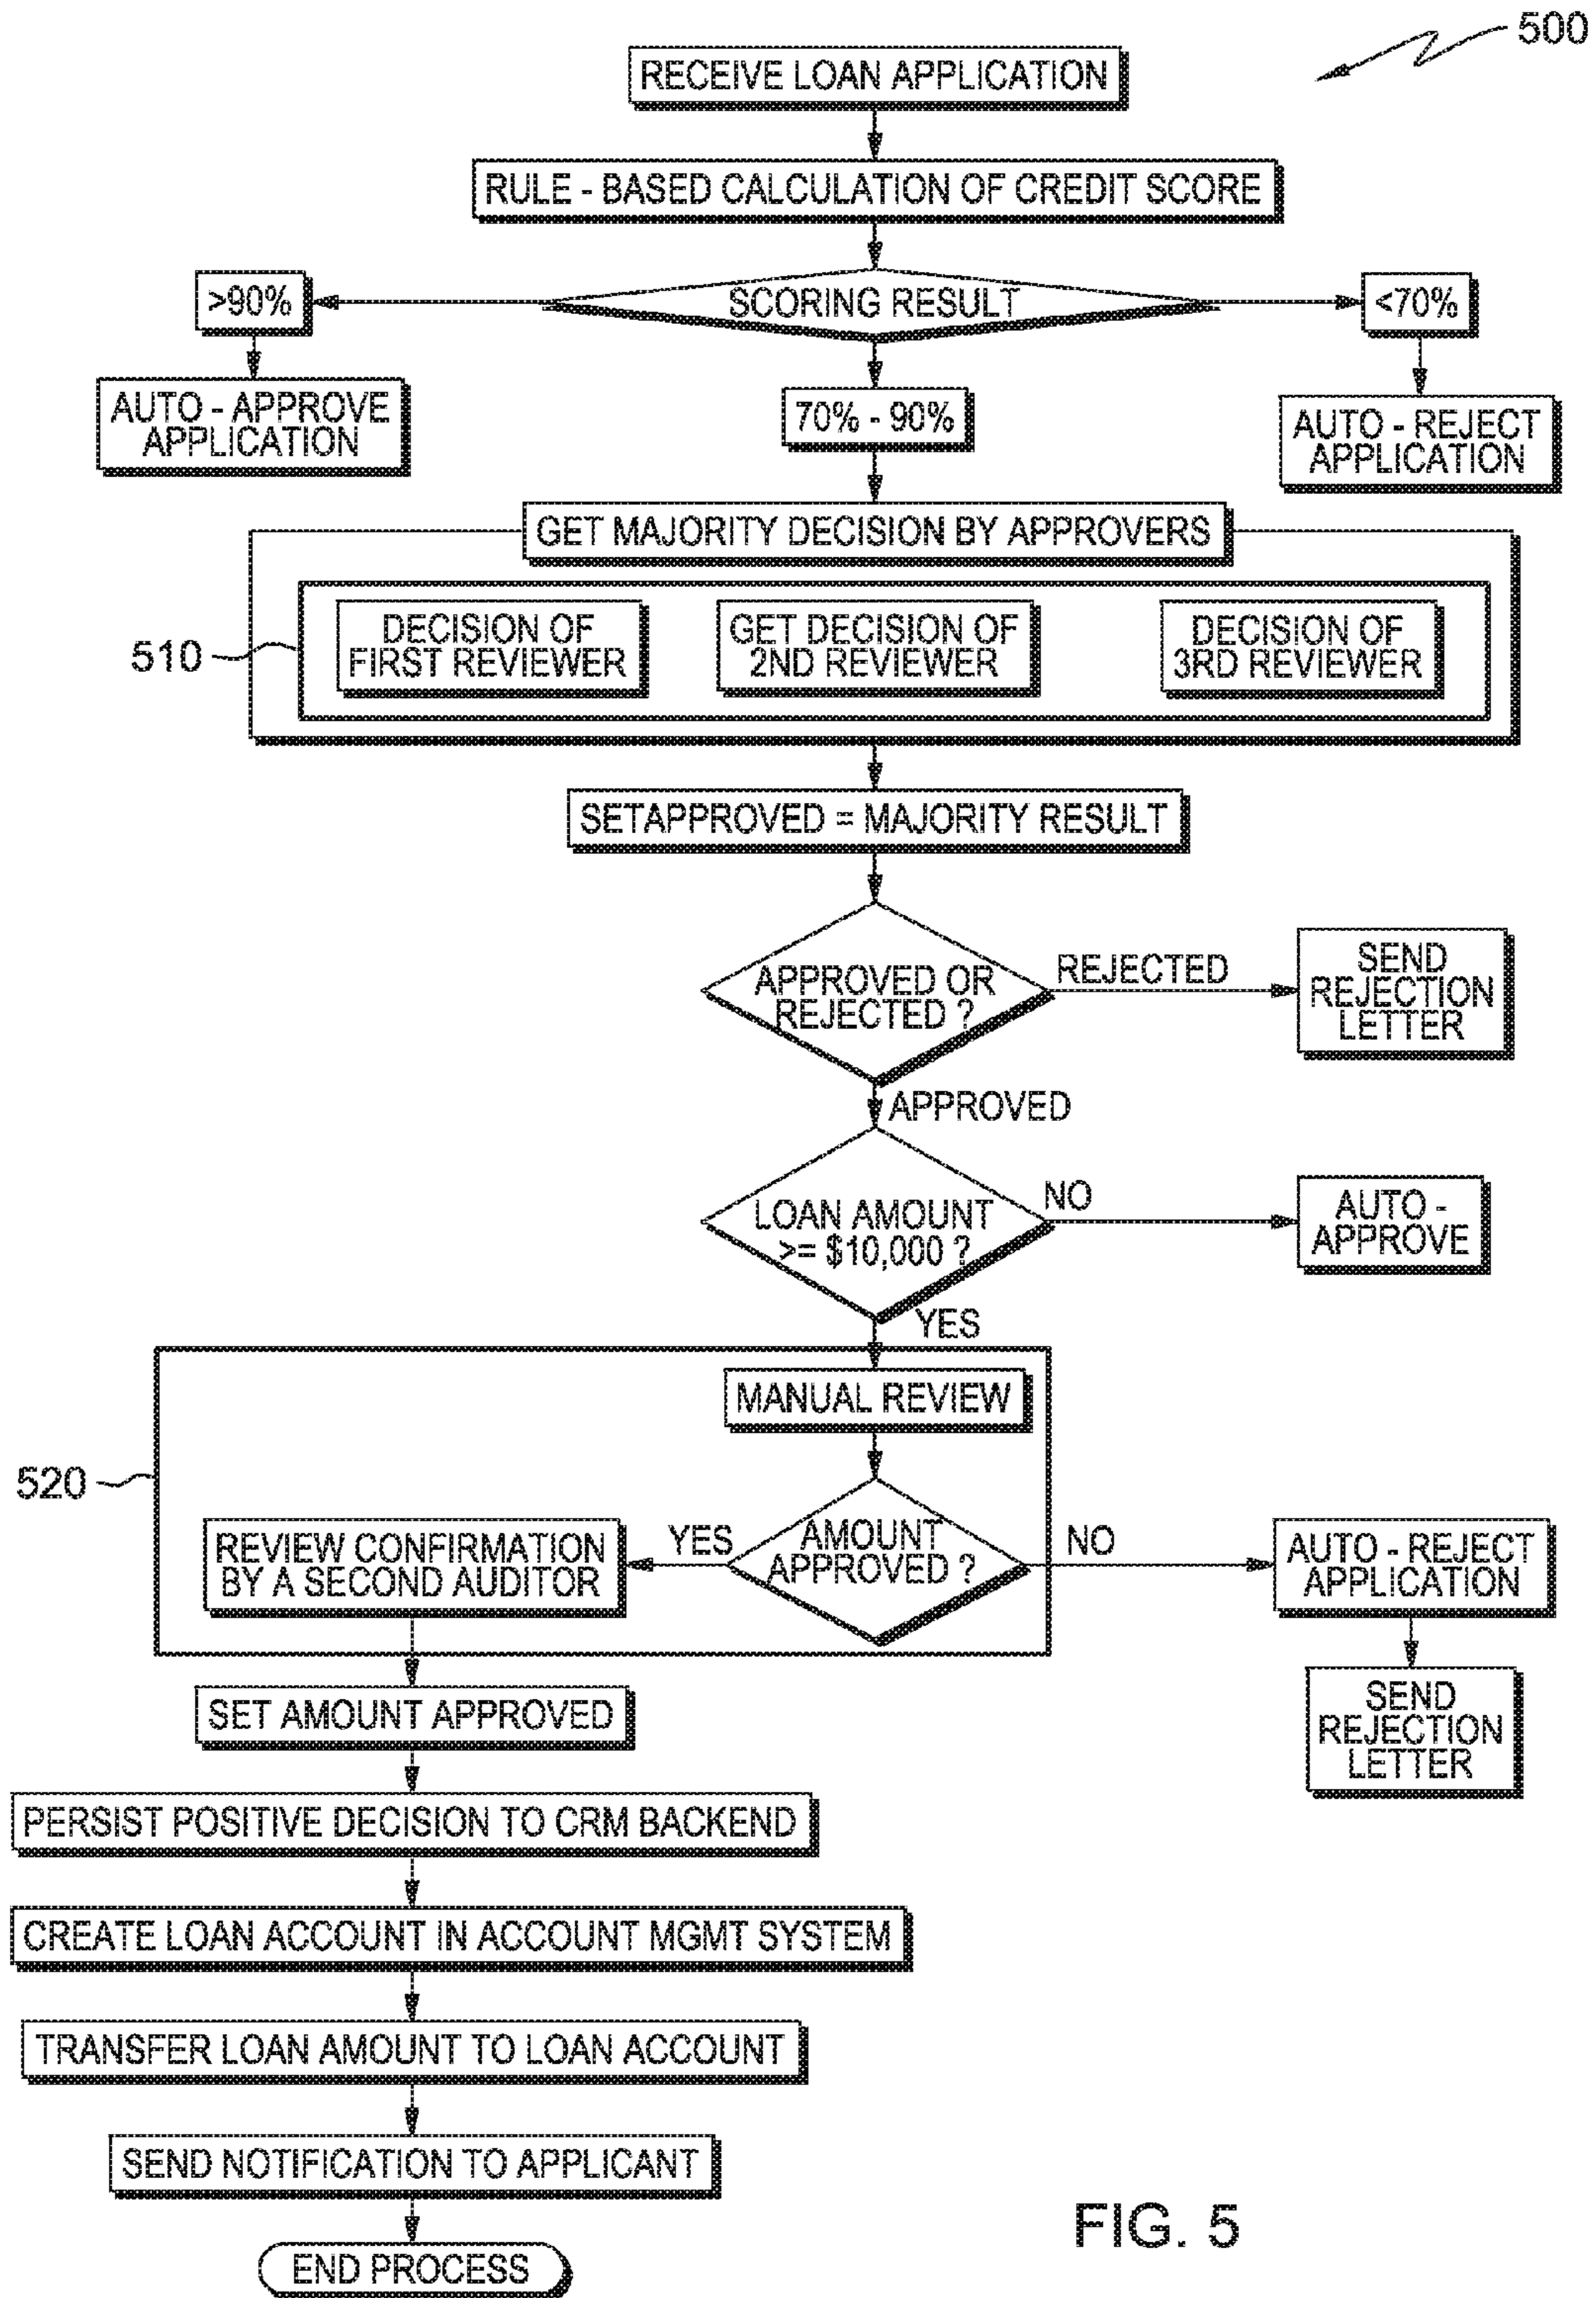 500
RECEIVE LOAN APPLICATION
RULE - BASED CALCULATION OF CREDIT SCORE
>90%
SCORING RESULT
<70%
AUTO - APPROVE
APPLICATION
70% - 90%
AUTO - REJECT
APPLICATION
GET MAJORITY DECISION BY APPROVERS
510
DECISION OF
FIRST REVIEWER
GET DECISION OF
2ND REVIEWER
DECISION OF
3RD REVIEWER
SETAPPROVED = MAJORITY RESULT
APPROVED OR
REJECTED ?
REJECTED
SEND
REJECTION
LETTER
APPROVED
LOAN AMOUNT
>= $10,000 ?
NO
AUTO -
APPROVE
YES
520
MANUAL REVIEW
AMOUNT
APPROVED ?
YES
REVIEW CONFIRMATION
BY A SECOND AUDITOR
NO
AUTO - REJECT
APPLICATION
SEND
REJECTION
LETTER
SET AMOUNT APPROVED
PERSIST POSITIVE DECISION TO CRM BACKEND
CREATE LOAN ACCOUNT IN ACCOUNT MGMT SYSTEM
TRANSFER LOAN AMOUNT TO LOAN ACCOUNT
SEND NOTIFICATION TO APPLICANT
END PROCESS
FIG. 5